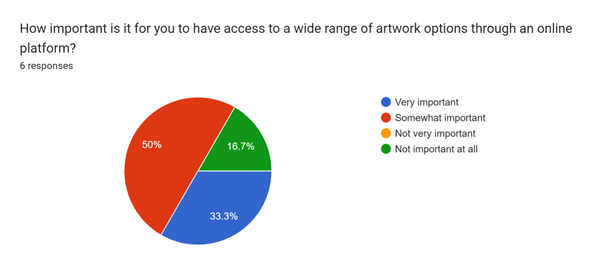 How important is it for you to have access to a wide range of artwork options through an online
platform?
6 responses
Very important
Somewhat important
Not very important
Not important at all
50%
16.7%
33.3%